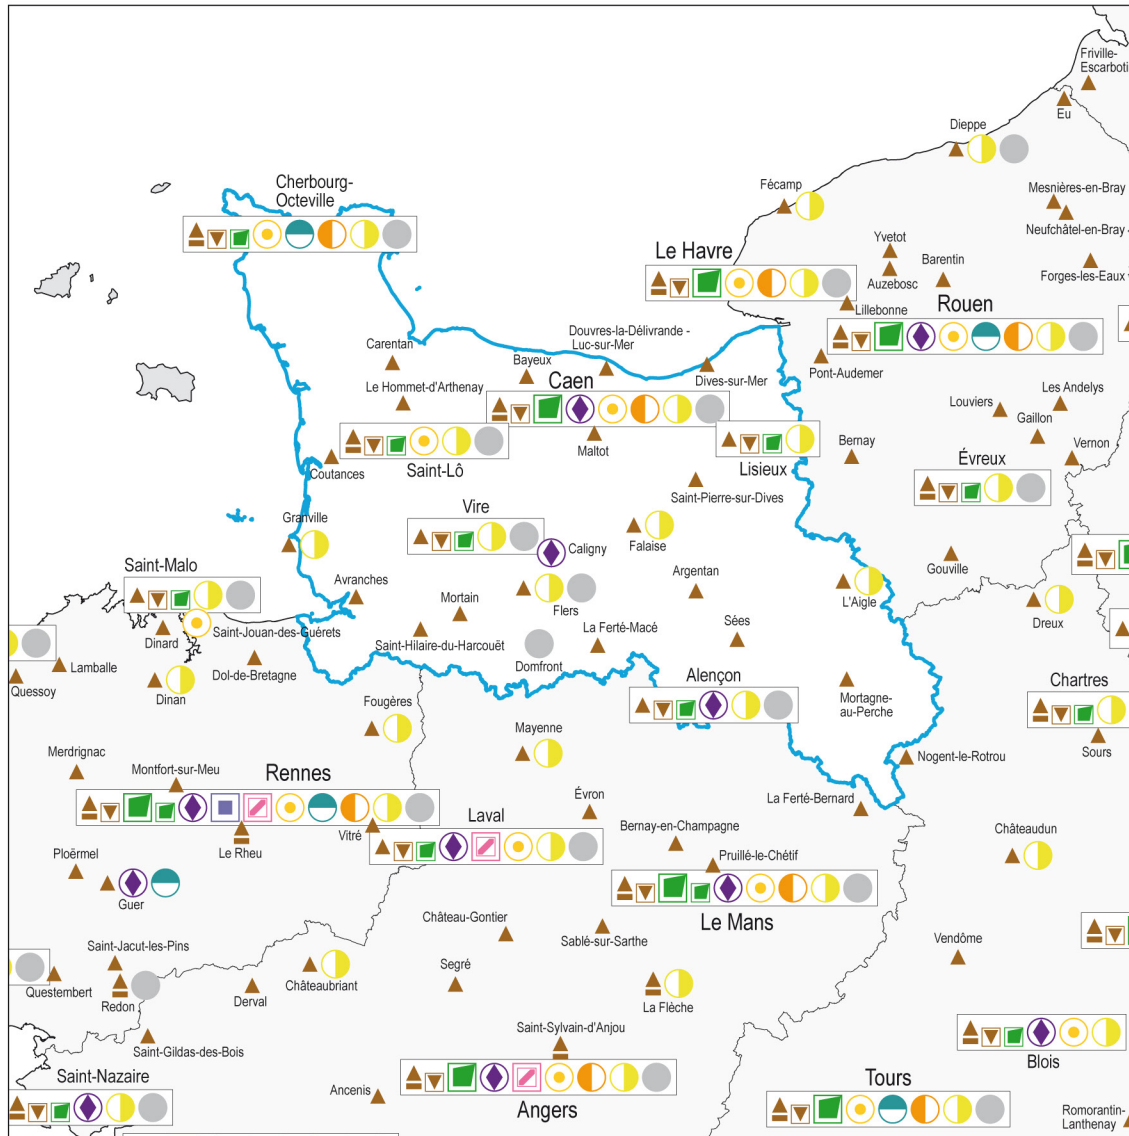 Friville-
Escarboti
Eu
Dieppe
Cherbourg-
Octeville
Fécamp
Mesnières-en-Bray
Neufchâtel-en-Bray
Yvetot
Le Havre
Barentin
Forges-les-Eaux
Auzebosc
Lillebonne
Rouen
Douvres-la-Délivrande -
Luc-sur-Mer
Carentan
Bayeux
Pont-Audemer
Le Hommet-d'Arthenay
Caen
Dives-sur-Mer
Les Andelys
Louviers
Gaillon
Maltot
Bernay
Vernon
Saint-Lô
Lisieux
Évreux
Coutances
Saint-Pierre-sur-Dives
Vire
Granville
Falaise
Caligny
Gouville
Saint-Malo
Argentan
Avranches
L'Aigle
Mortain
Flers
Dreux
Sées
La Ferté-Macé
Saint-Jouan-des-Guérets
Dinard
Saint-Hilaire-du-Harcouët
Domfront
Lamballe
Dol-de-Bretagne
Alençon
Chartres
Quessoy
Dinan
Mortagne-
au-Perche
Fougères
Mayenne
Merdrignac
Sours
Nogent-le-Rotrou
Montfort-sur-Meu
Rennes
Évron
La Ferté-Bernard
Laval
Bernay-en-Champagne
Châteaudun
Vitré
Le Rheu
Ploërmel
Pruillé-le-Chétif
Guer
Château-Gontier
Le Mans
Sablé-sur-Sarthe
Vendôme
Saint-Jacut-les-Pins
Segré
Châteaubriant
Questembert
Redon
Derval
La Flèche
Saint-Sylvain-d'Anjou
Saint-Gildas-des-Bois
Blois
Saint-Nazaire
Tours
Ancenis
Angers
Romorantin-
Lanthenay